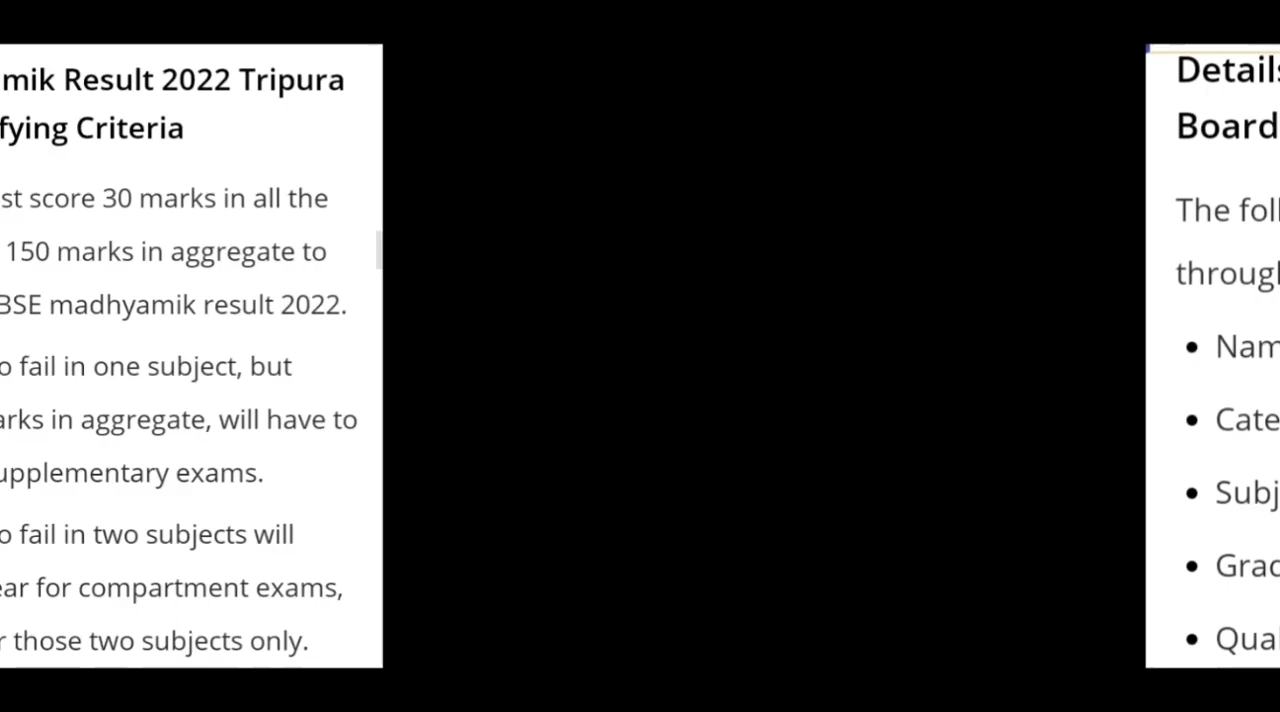 mik Result 2022 Tripura
fying Criteria
st score 30 marks in all the
150 marks in aggregate to
BSE madhyamik result 2022.
o fail in one subject, but
arks in aggregate, will have to
upplementary exams.
o fail in two subjects will
ear for compartment exams,
r those two subjects only.
Details
Board
The foll
through
• Nam
• Cate
• Subj
• Grad
• Qual